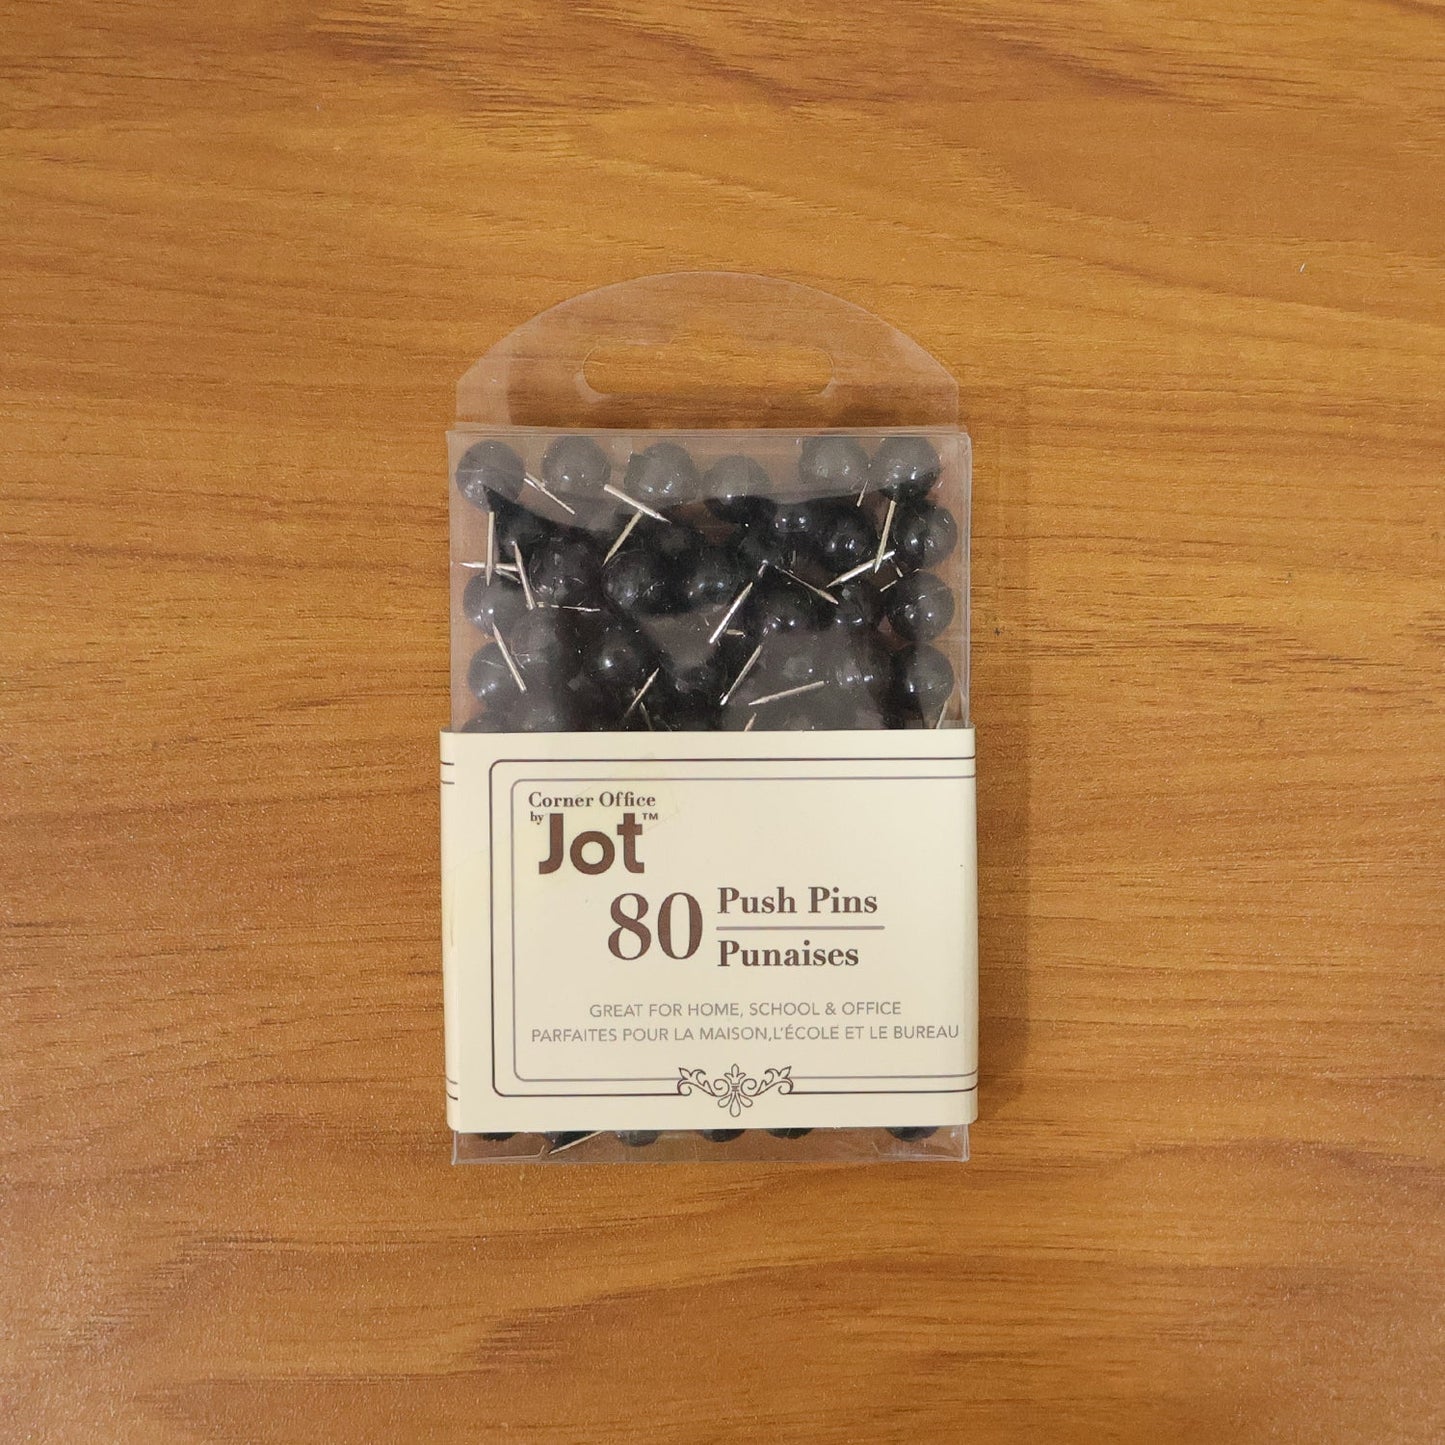 Corner Office
by Jot™
80 Push Pins
Punaises
GREAT FOR HOME, SCHOOL & OFFICE
PARFAITES POUR LA MAISON,L'ÉCOLE ET LE BUREAU